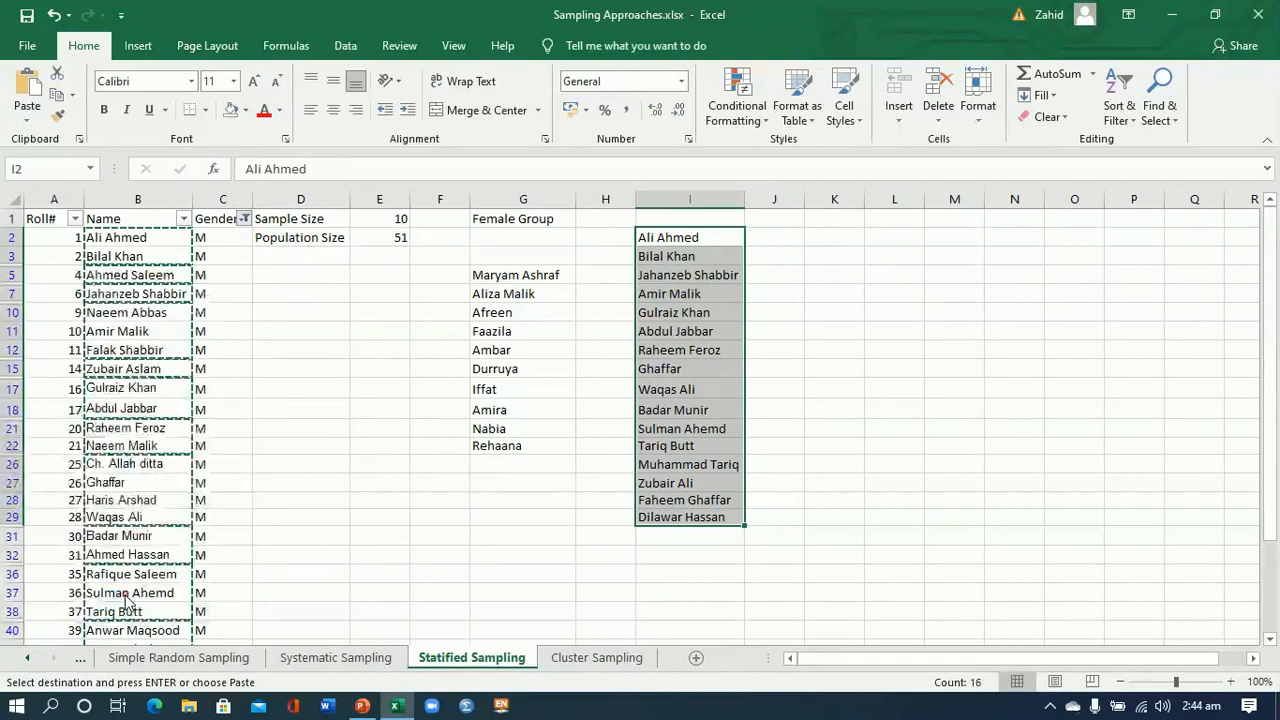 Sampling Approaches.xlsx - Excel
Zahid
File Home Insert Page Layout Formulas Data Review View Help Tell me what you want to do Share
Paste
Clipboard
Calibri 11
B I U
Font
Wrap Text
Merge & Center
Alignment
General
Number
Conditional Formatting
Format as Table
Cell Styles
Styles
Insert Delete Format
Cells
AutoSum
Fill
Clear
Sort & Filter
Find & Select
Editing
I2 fx Ali Ahmed
A B C D E F G H I J K L M N O P Q R
1 Roll# Name Gender Sample Size 10 Female Group
2 1 Ali Ahmed M Population Size 51 Ali Ahmed
3 2 Bilal Khan M Bilal Khan
5 4 Ahmed Saleem M Maryam Ashraf Jahanzeb Shabbir
7 6 Jahanzeb Shabbir M Aliza Malik Amir Malik
10 9 Naeem Abbas M Afreen Gulraiz Khan
11 10 Amir Malik M Faazila Abdul Jabbar
12 11 Falak Shabbir M Ambar Raheem Feroz
15 14 Zubair Aslam M Durruya Ghaffar
17 16 Gulraiz Khan M Iffat Waqas Ali
18 17 Abdul Jabbar M Amira Badar Munir
21 20 Raheem Feroz M Nabia Sulman Ahemd
22 21 Naeem Malik M Rehaana Tariq Butt
26 25 Ch. Allah ditta M Muhammad Tariq
27 26 Ghaffar M Zubair Ali
28 27 Haris Arshad M Faheem Ghaffar
29 28 Waqas Ali M Dilawar Hassan
31 30 Badar Munir M
32 31 Ahmed Hassan M
36 35 Rafique Saleem M
37 36 Sulman Ahemd M
38 37 Tariq Butt M
40 39 Anwar Maqsood M
... Simple Random Sampling Systematic Sampling Statified Sampling Cluster Sampling
Select destination and press ENTER or choose Paste Count: 16 100%
2:44 am